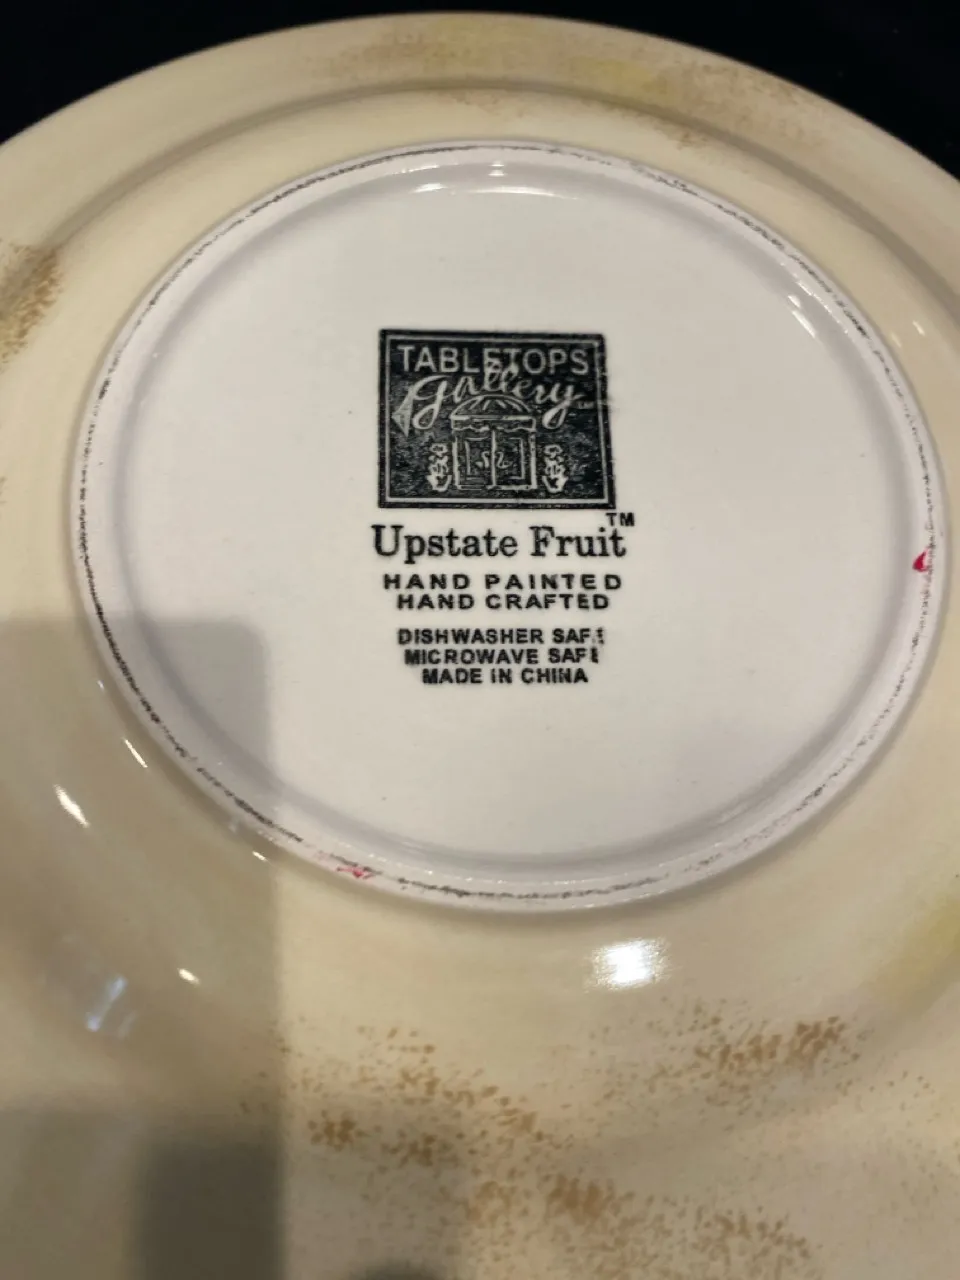 TABLETOPS
Gallery
Upstate Fruit™
HAND PAINTED
HAND CRAFTED
DISHWASHER SAFE
MICROWAVE SAFE
MADE IN CHINA